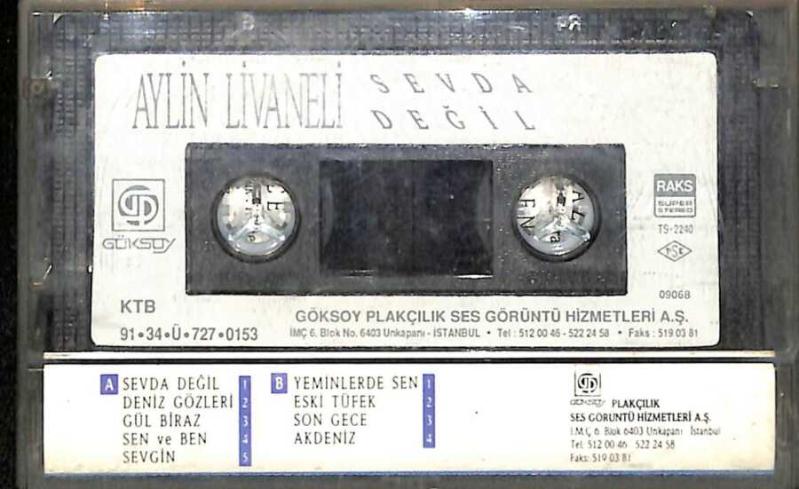 AYLİN LİVANELİ SEVDA
DEĞİL
GÖKSOY
RAKS
SUPER
STEREO
TS-2240
TSE
09068
KTB
91•34•Ü•727•0153
GÖKSOY PLAKÇILIK SES GÖRÜNTÜ HİZMETLERİ A.Ş.
İMÇ 6. Blok No. 6403 Unkapanı - İSTANBUL • Tel : 512 00 46 - 522 24 58 • Faks : 519 03 81
A SEVDA DEĞİL 1
DENİZ GÖZLERİ 2
GÜL BİRAZ 3
SEN ve BEN 4
SEVGİN 5
B YEMİNLERDE SEN 1
ESKİ TÜFEK 2
SON GECE 3
AKDENİZ 4
GÖKSOY PLAKÇILIK
SES GÖRÜNTÜ HİZMETLERİ A.Ş.
İ.M.Ç. 6. Blok 6403 Unkapanı İstanbul
Tel: 512 00 46 522 24 58
Faks: 519 03 81